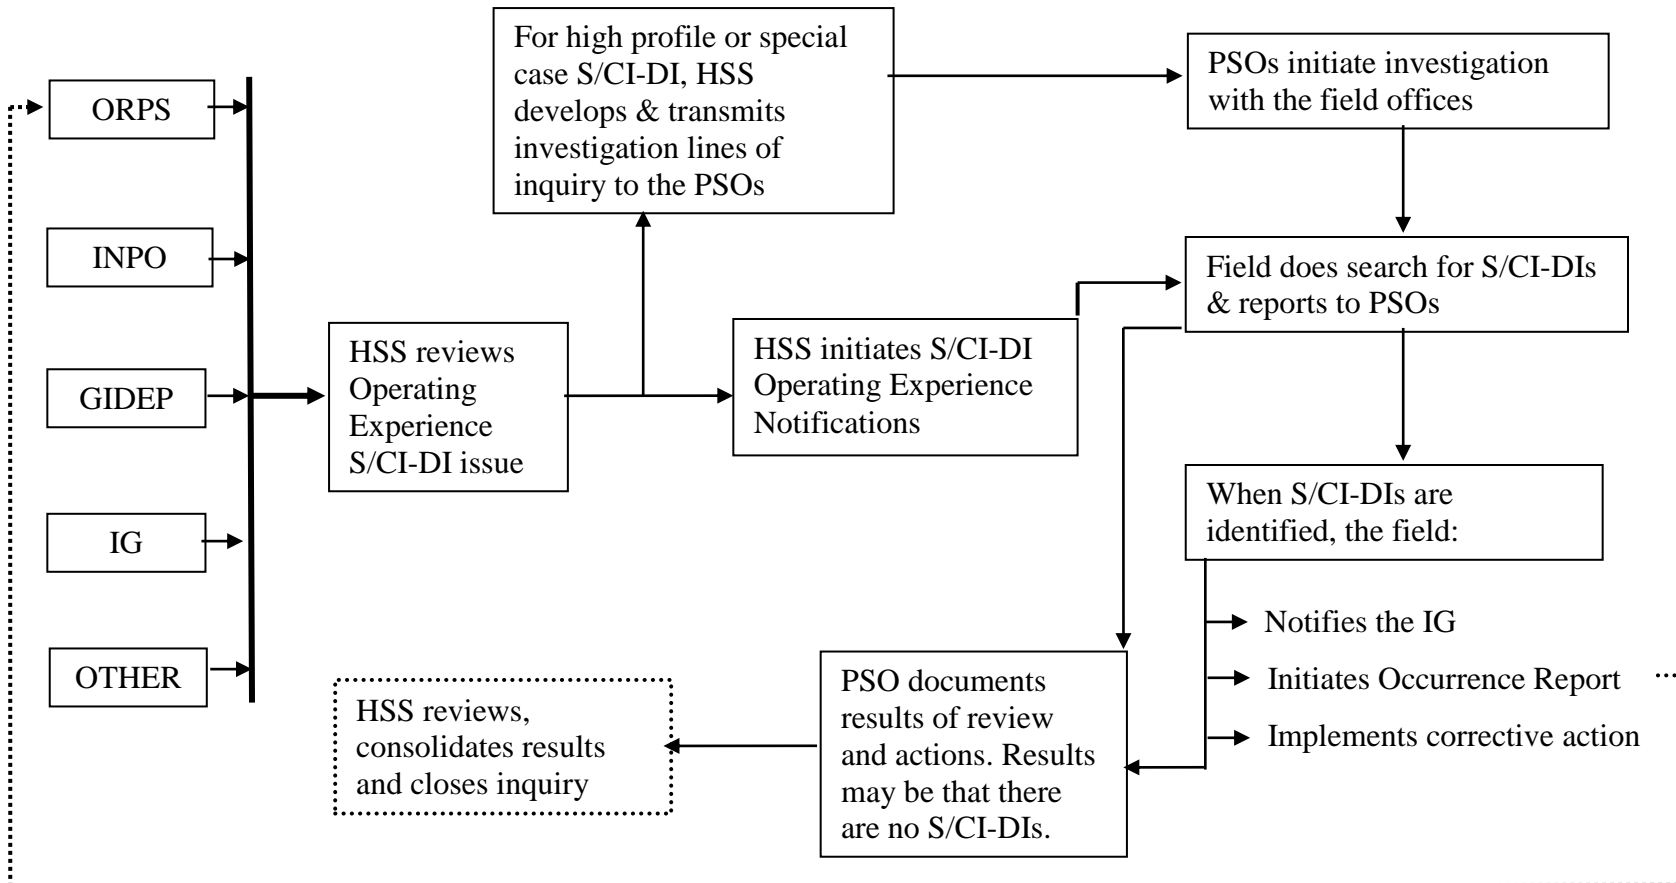 For high profile or special
case S/CI-DI, HSS
develops & transmits
investigation lines of
inquiry to the PSOs
PSOs initiate investigation
with the field offices
ORPS
INPO
GIDEP
IG
OTHER
HSS reviews
Operating
Experience
S/CI-DI issue
HSS initiates S/CI-DI
Operating Experience
Notifications
Field does search for S/CI-DIs
& reports to PSOs
When S/CI-DIs are
identified, the field:
Notifies the IG
Initiates Occurrence Report
Implements corrective action
PSO documents
results of review
and actions. Results
may be that there
are no S/CI-DIs.
HSS reviews,
consolidates results
and closes inquiry